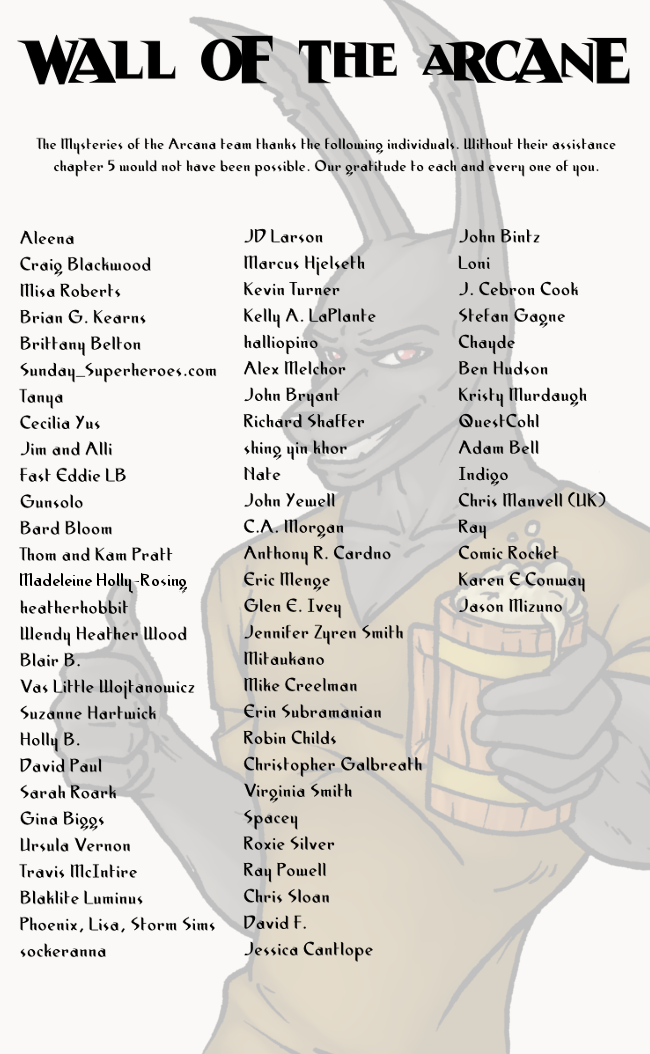 WALL OF THE ARCANE
The Mysteries of the Arcana team thanks the following individuals. Without their assistance
chapter 5 would not have been possible. Our gratitude to each and every one of you.
Aleena
Craig Blackwood
Misa Roberts
Brian G. Kearns
Brittany Belton
Sunday_Superheroes.com
Tanya
Cecilia Yus
Jim and Alli
Fast Eddie LB
Gunsolo
Bard Bloom
Thom and Kam Pratt
Madeleine Holly-Rosing
heatherhobbit
Wendy Heather Wood
Blair B.
Vas Little Wojtanowicz
Suzanne Hartwick
Holly B.
David Paul
Sarah Roark
Gina Biggs
Ursula Vernon
Travis McIntire
Blaklite Luminus
Phoenix, Lisa, Storm Sims
sockeranna
JD Larson
Marcus Hjelseth
Kevin Turner
Kelly A. LaPlante
halliopino
Alex Melchor
John Bryant
Richard Shaffer
shing yin khor
Nate
John Yewell
C.A. Morgan
Anthony R. Cardno
Eric Menge
Glen E. Ivey
Jennifer Zyren Smith
Mitaukano
Mike Creelman
Erin Subramanian
Robin Childs
Christopher Galbreath
Virginia Smith
Spacey
Roxie Silver
Ray Powell
Chris Sloan
David F.
Jessica Cantlope
John Bintz
Loni
J. Cebron Cook
Stefan Gagne
Chayde
Ben Hudson
Kristy Murdaugh
QuestCohl
Adam Bell
Indigo
Chris Manvell (UK)
Ray
Comic Rocket
Karen E Conway
Jason Mizuno